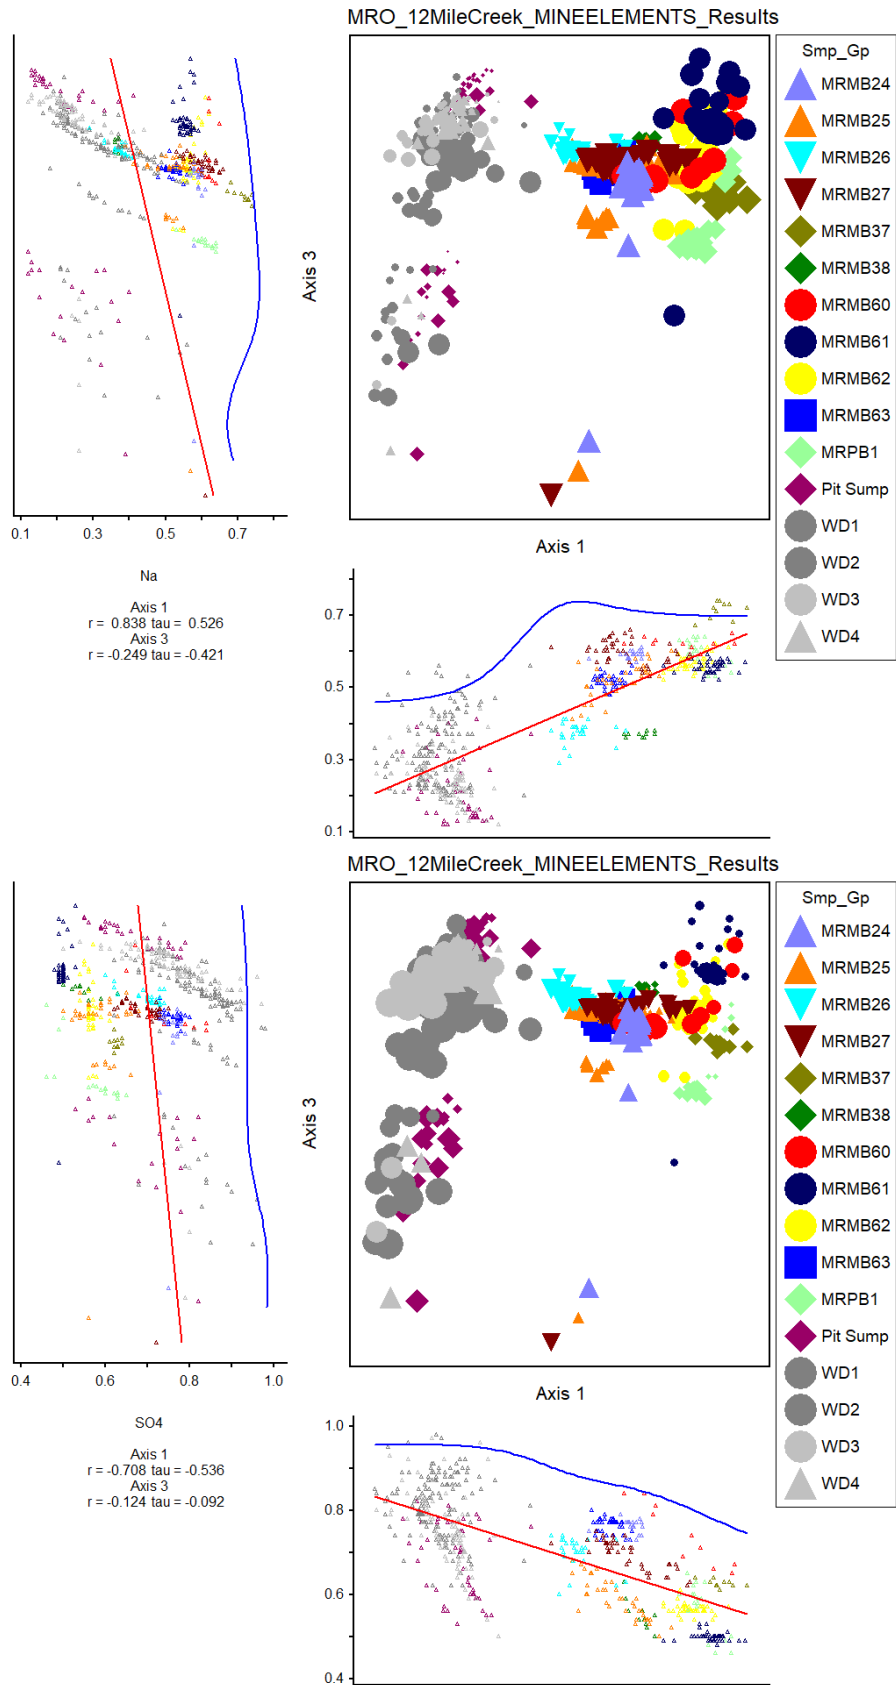 MRO_12MileCreek_MINEELEMENTS_Results
Smp_Gp
MRMB24
MRMB25
MRMB26
MRMB27
MRMB37
MRMB38
MRMB60
MRMB61
MRMB62
MRMB63
MRPB1
Pit Sump
WD1
WD2
WD3
WD4
Axis 3
0.1 0.3 0.5 0.7
Axis 1
Na
Axis 1
r = 0.838 tau = 0.526
Axis 3
r = -0.249 tau = -0.421
0.7
0.5
0.3
0.1
MRO_12MileCreek_MINEELEMENTS_Results
Smp_Gp
MRMB24
MRMB25
MRMB26
MRMB27
MRMB37
MRMB38
MRMB60
MRMB61
MRMB62
MRMB63
MRPB1
Pit Sump
WD1
WD2
WD3
WD4
Axis 3
0.4 0.6 0.8 1.0
Axis 1
SO4
Axis 1
r = -0.708 tau = -0.536
Axis 3
r = -0.124 tau = -0.092
1.0
0.8
0.6
0.4